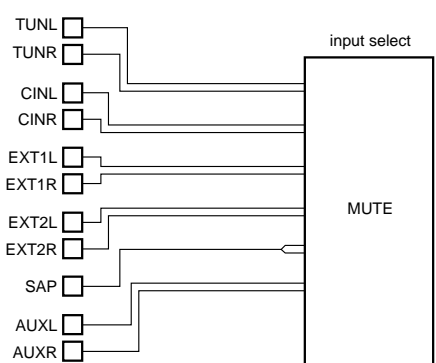 TUNL
input select
TUNR
CINL
CINR
EXT1L
EXT1R
MUTE
EXT2L
EXT2R
SAP
AUXL
AUXR